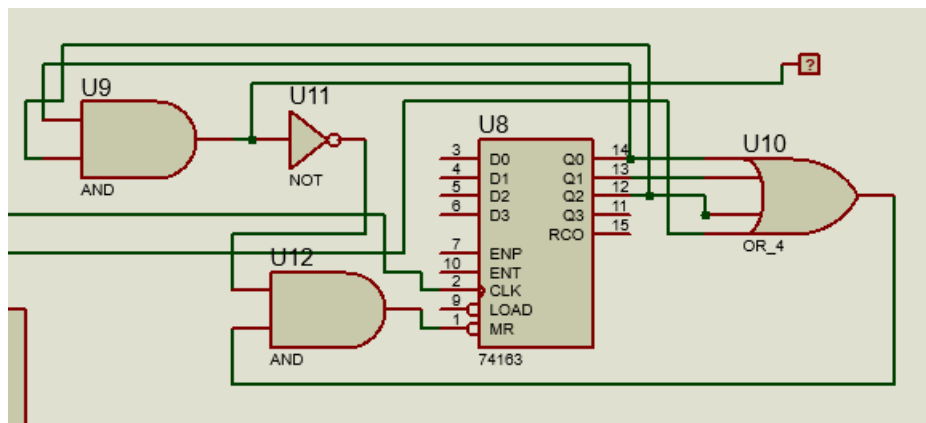 ?
U9
U11
U8
U10
AND
NOT
3 D0 Q0 14
4 D1 Q1 13
5 D2 Q2 12
6 D3 Q3 11
RCO 15
OR_4
7 ENP
U12
10 ENT
2 CLK
9 LOAD
1 MR
AND
74163